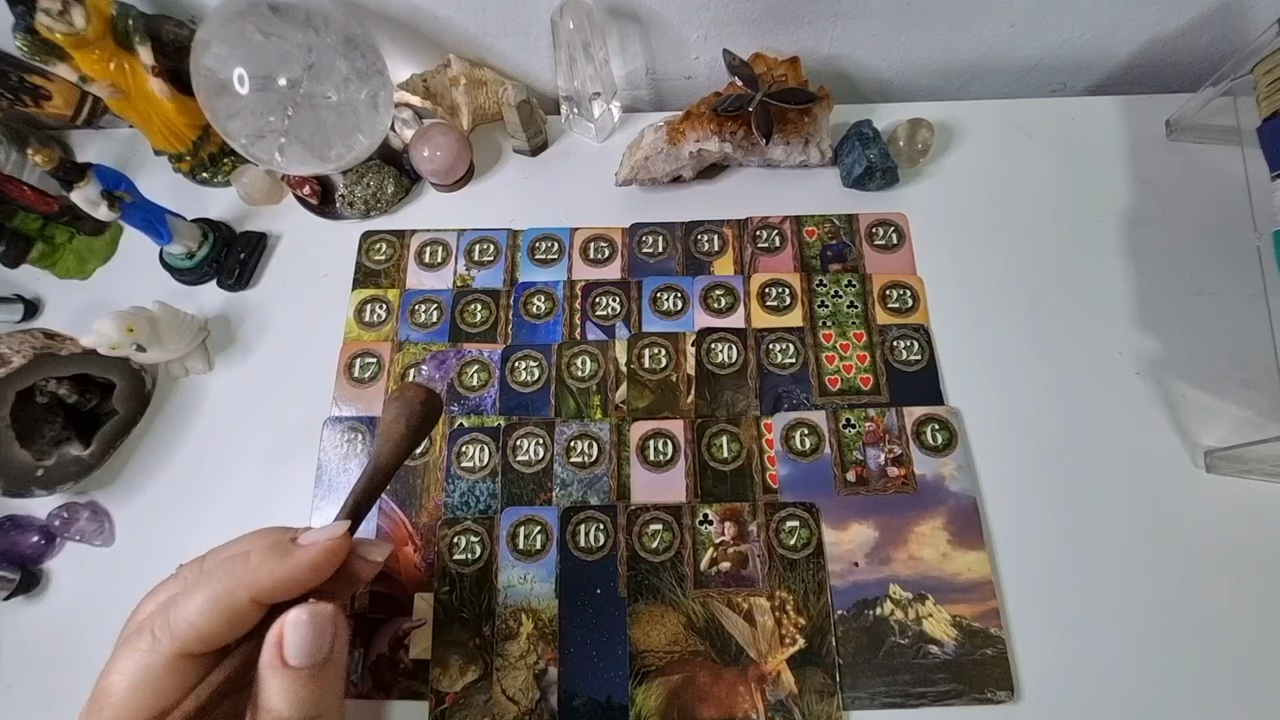 2 11 12 22 15 21 31 24 24
18 34 3 8 28 36 5 23 23
17 4 35 9 13 30 32 32
33 20 26 29 19 1 6 6
25 14 16 7 7